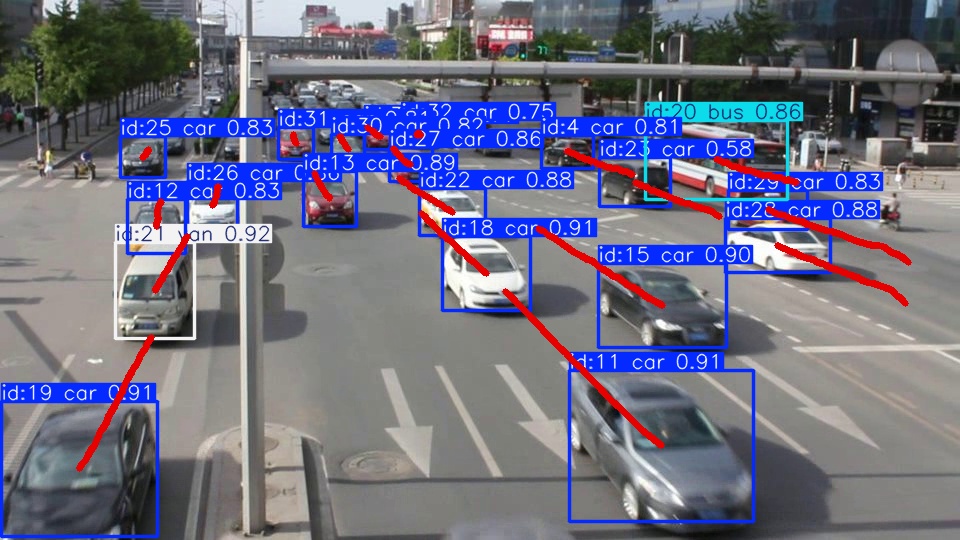 id:20 bus 0.86
id:32 car 0.75
id:31
id:30 car 0.82
id:25 car 0.83
id:4 car 0.81
id:27 car 0.86
id:23 car 0.58
id:13 car 0.89
id:26 car
id:22 car 0.88
id:29 car 0.83
id:12 car 0.83
id:28 car 0.88
id:18 car 0.91
id:21 van 0.92
id:15 car 0.90
id:11 car 0.91
id:19 car 0.91